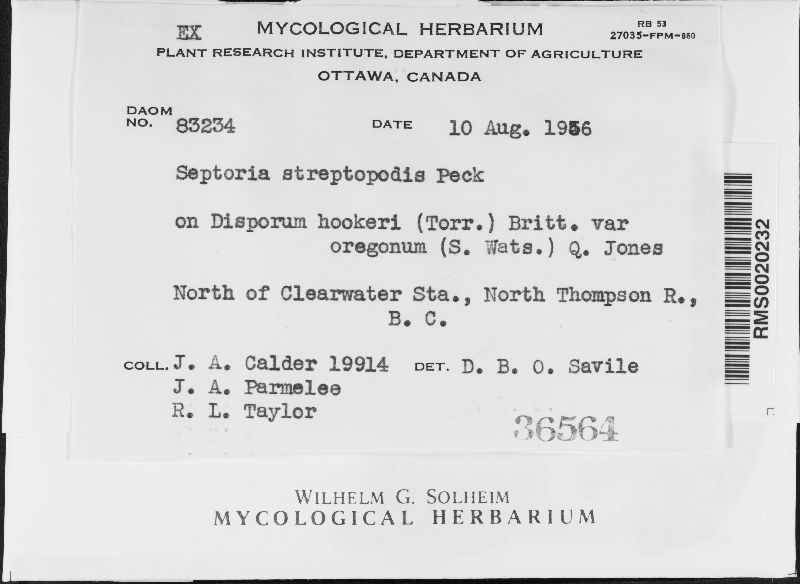 EX MYCOLOGICAL HERBARIUM RB 53
27035-FPM-860
PLANT RESEARCH INSTITUTE, DEPARTMENT OF AGRICULTURE
OTTAWA, CANADA
DAOM
NO. 83234 DATE 10 Aug. 1956
Septoria streptopodis Peck
on Disporum hookeri (Torr.) Britt. var
oregonum (S. Wats.) Q. Jones
North of Clearwater Sta., North Thompson R.,
B. C.
COLL. J. A. Calder 19914 DET. D. B. O. Savile
J. A. Parmelee
R. L. Taylor
36564
RMS0020232
WILHELM G. SOLHEIM
MYCOLOGICAL HERBARIUM